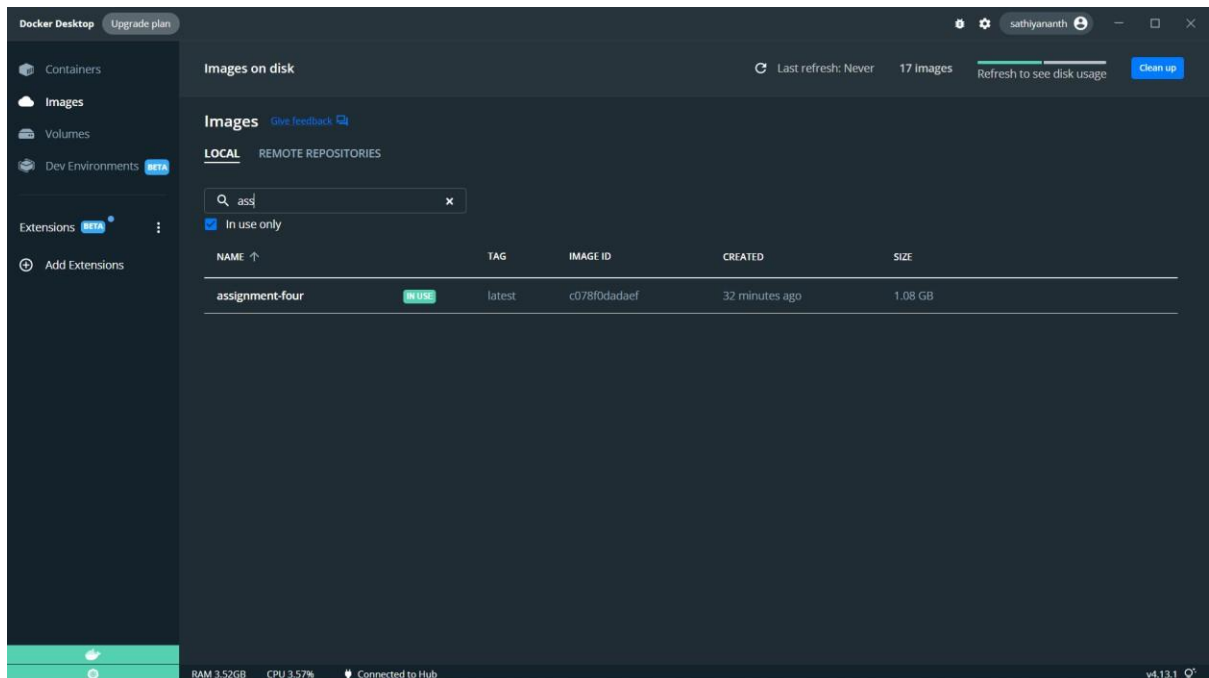 Docker Desktop Upgrade plan
sathiyananth
Containers
Images
Volumes
Dev Environments BETA
Extensions BETA
Add Extensions
Images on disk
Last refresh: Never
17 images
Refresh to see disk usage
Clean up
Images Give feedback
LOCAL REMOTE REPOSITORIES
ass
In use only
NAME TAG IMAGE ID CREATED SIZE
assignment-four IN USE latest c078f0dadaef 32 minutes ago 1.08 GB
RAM 3.52GB CPU 3.57% Connected to Hub v4.13.1